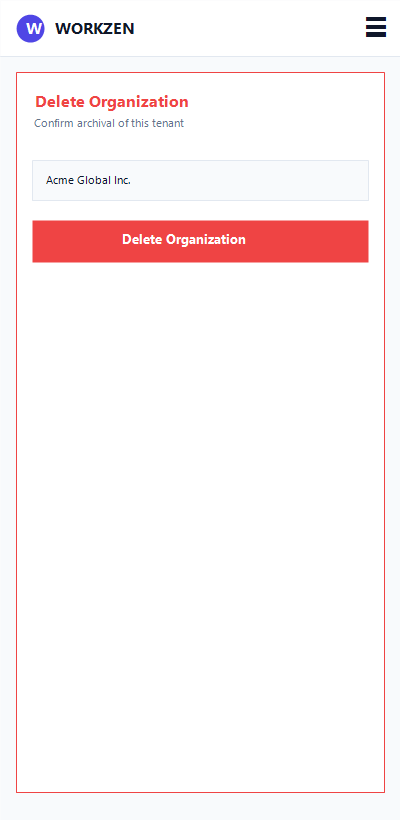 W WORKZEN
Delete Organization
Confirm archival of this tenant
Acme Global Inc.
Delete Organization